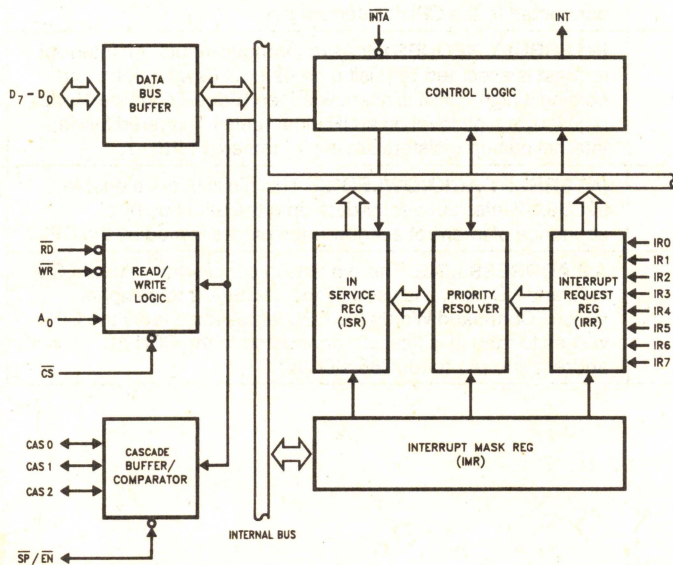 INTA
INT
D7 – D0
DATA
BUS
BUFFER
CONTROL LOGIC
RD
WR
A0
CS
READ/
WRITE
LOGIC
IN
SERVICE
REG
(ISR)
PRIORITY
RESOLVER
INTERRUPT
REQUEST
REG
(IRR)
IR0
IR1
IR2
IR3
IR4
IR5
IR6
IR7
CAS 0
CAS 1
CAS 2
CASCADE
BUFFER/
COMPARATOR
INTERRUPT MASK REG
(IMR)
SP / EN
INTERNAL BUS